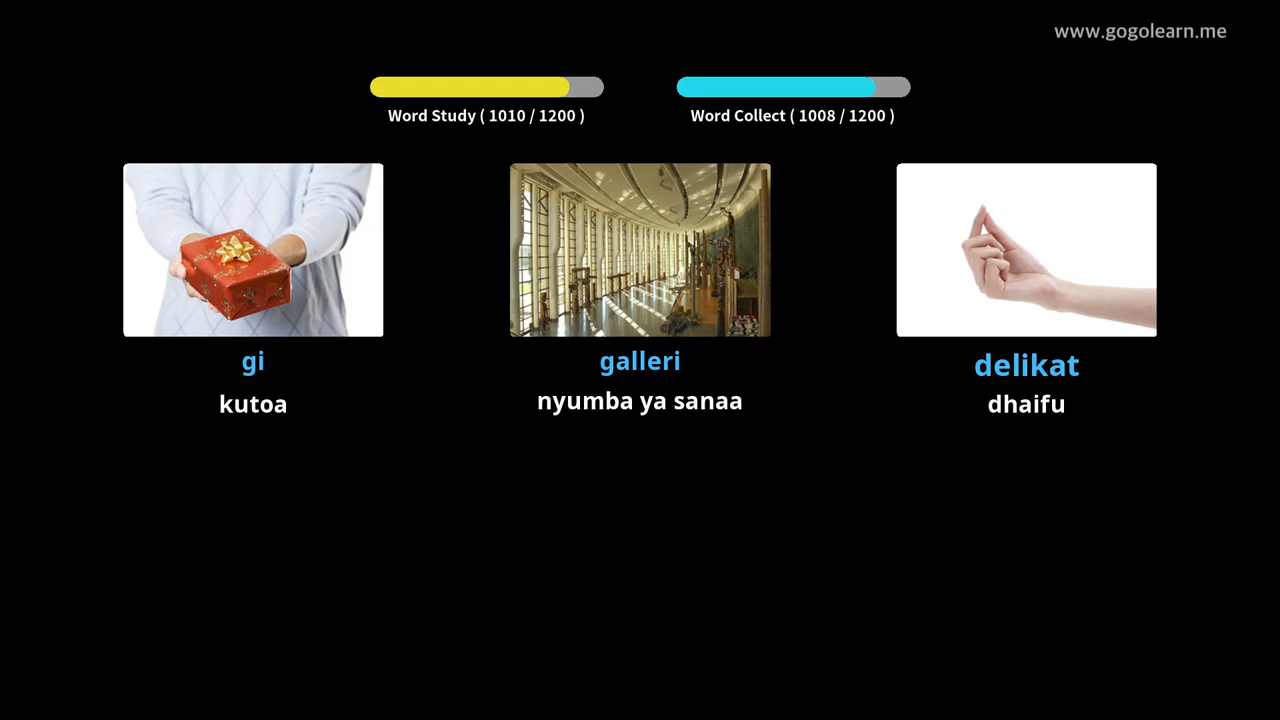 www.gogolearn.me
Word Study ( 1010 / 1200 )
Word Collect ( 1008 / 1200 )
gi
kutoa
galleri
nyumba ya sanaa
delikat
dhaifu